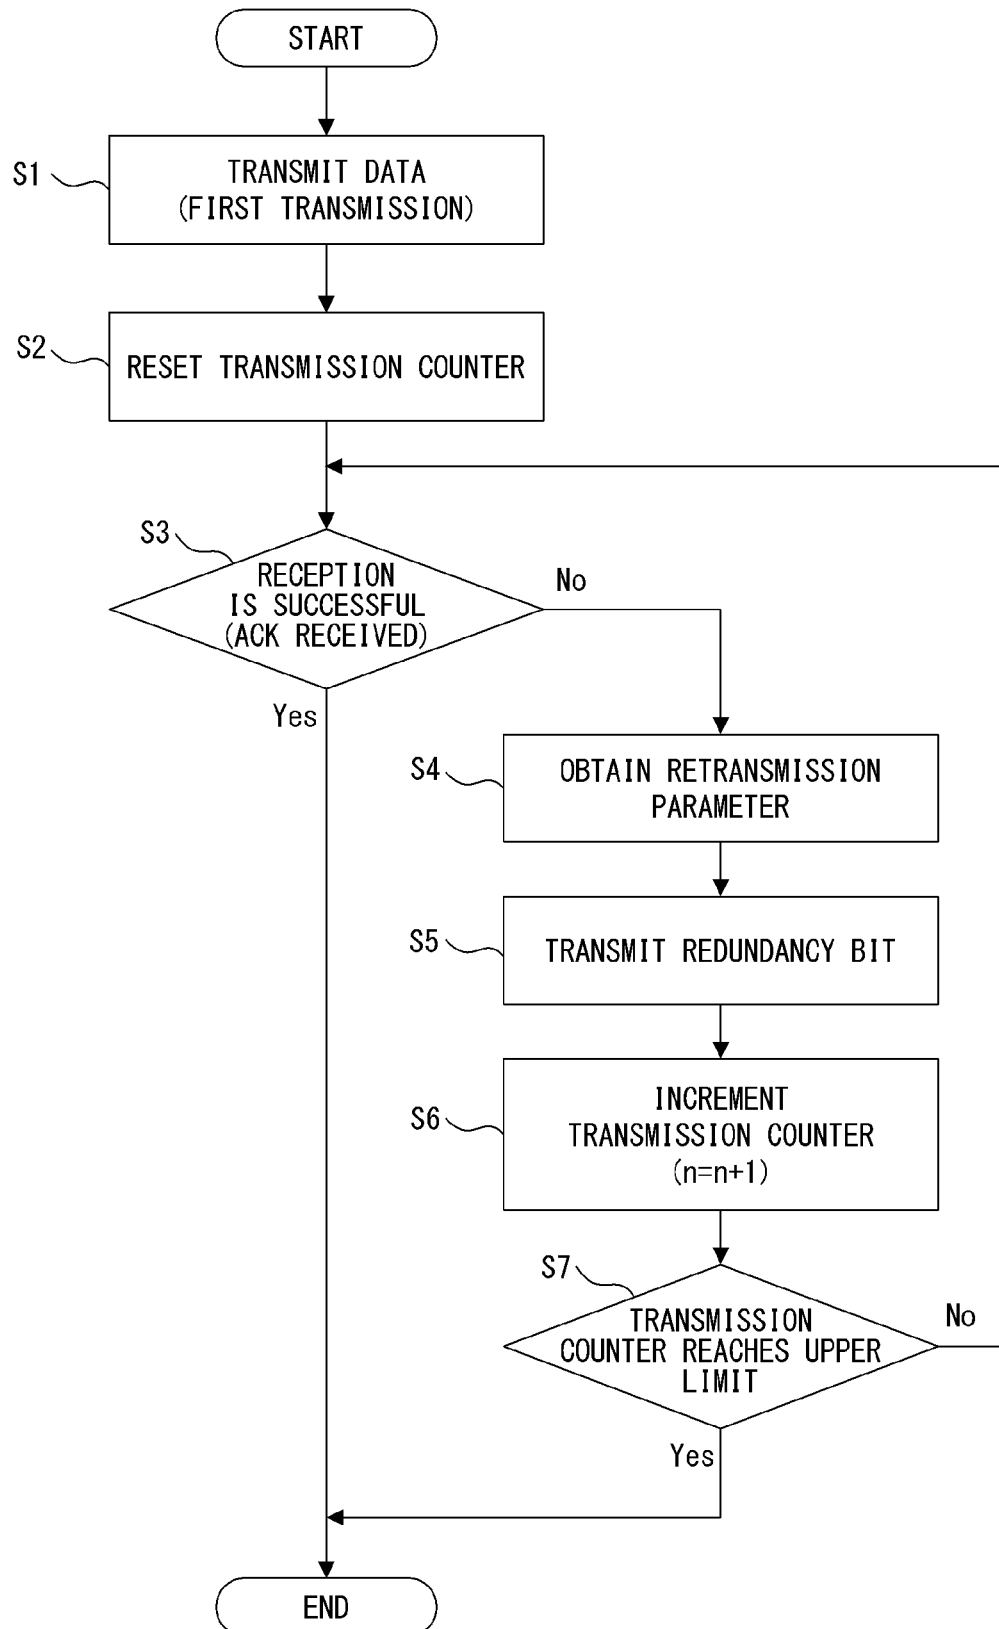 START
S1
TRANSMIT DATA
(FIRST TRANSMISSION)
S2
RESET TRANSMISSION COUNTER
S3
RECEPTION
IS SUCCESSFUL
(ACK RECEIVED)
No
Yes
S4
OBTAIN RETRANSMISSION
PARAMETER
S5
TRANSMIT REDUNDANCY BIT
S6
INCREMENT
TRANSMISSION COUNTER
(n=n+1)
S7
TRANSMISSION
COUNTER REACHES UPPER
LIMIT
No
Yes
END